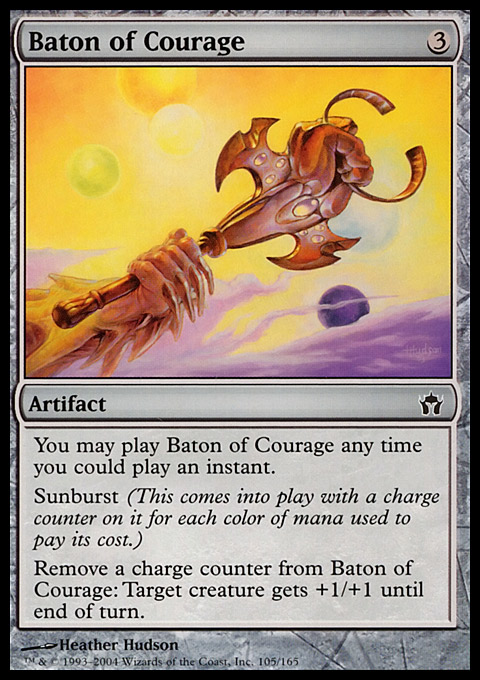 Baton of Courage 3
Hudson
Artifact
You may play Baton of Courage any time
you could play an instant.
Sunburst (This comes into play with a charge
counter on it for each color of mana used to
pay its cost.)
Remove a charge counter from Baton of
Courage: Target creature gets +1/+1 until
end of turn.
Heather Hudson
™ & © 1993–2004 Wizards of the Coast, Inc. 105/165